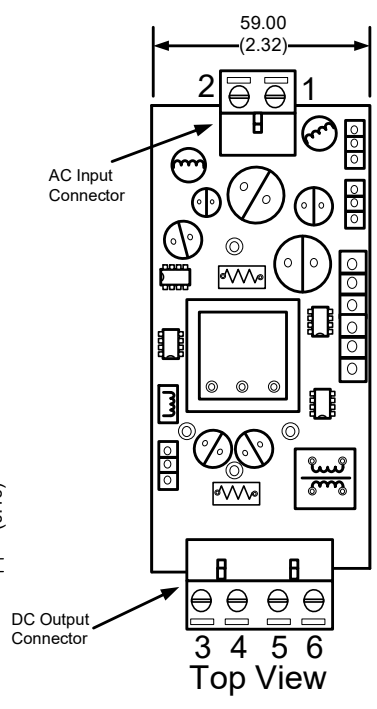 59.00
(2.32)
2
1
AC Input
Connector
DC Output
Connector
3 4 5 6
Top View